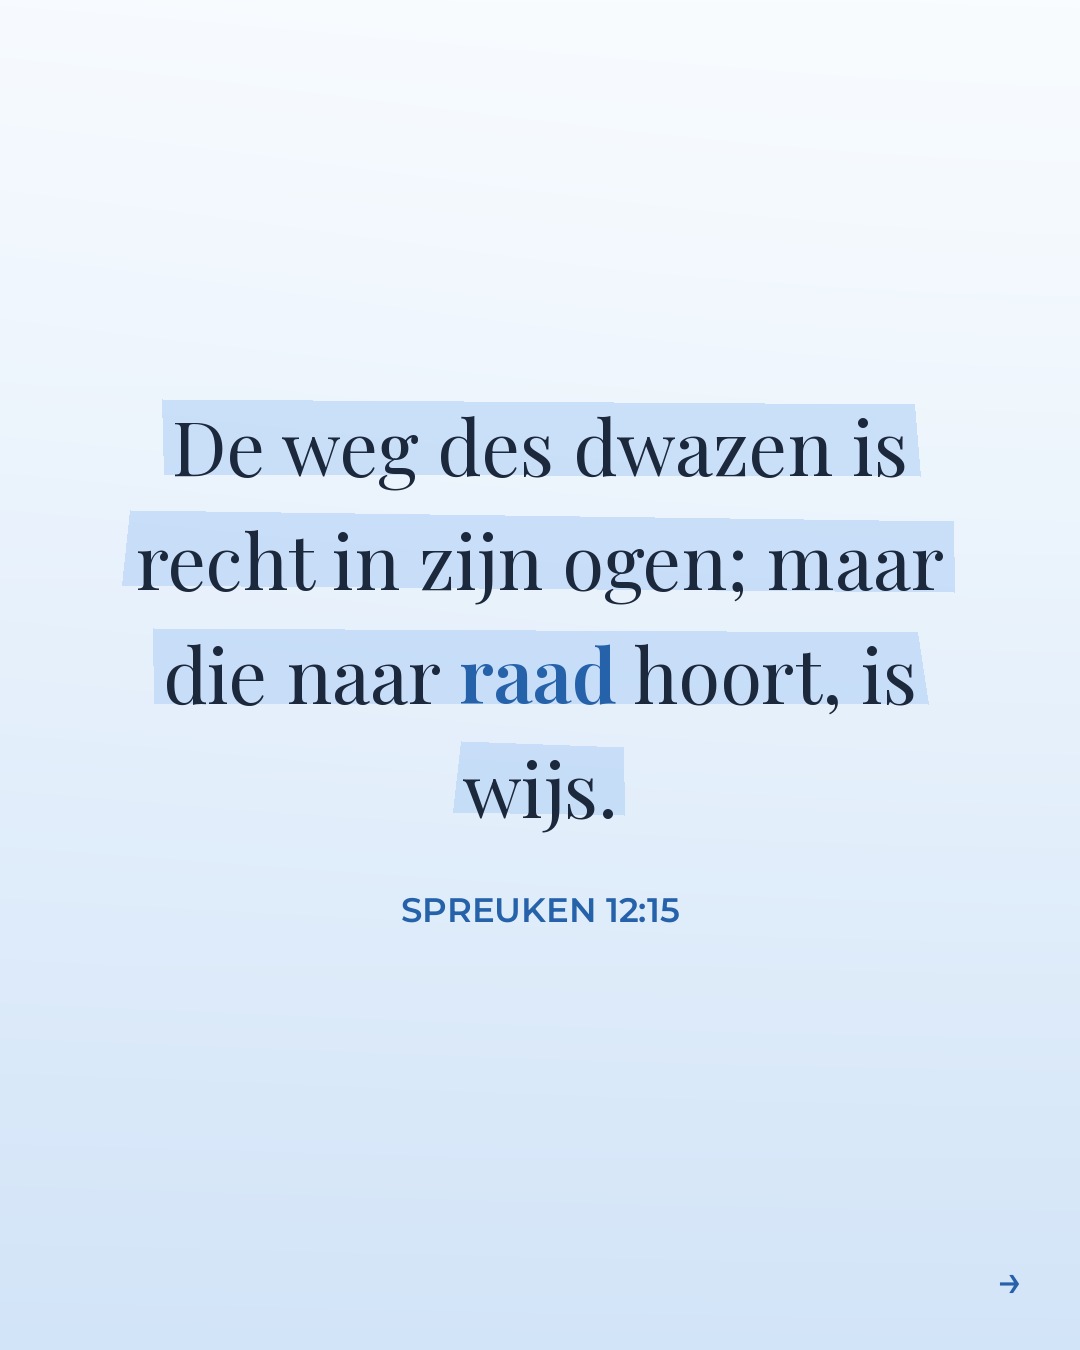 De weg des dwazen is
recht in zijn ogen; maar
die naar raad hoort, is
wijs.
SPREUKEN 12:15
→